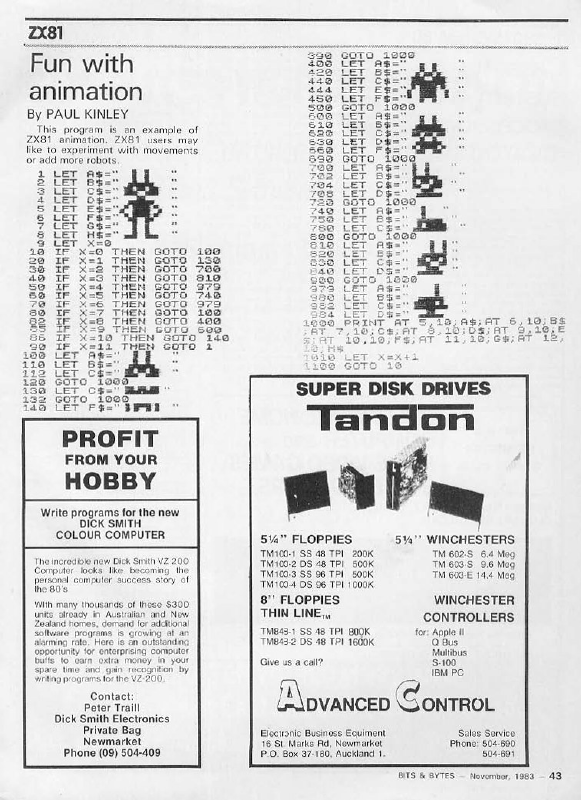 ZX81
Fun with
animation
By PAUL KINLEY
This program is an example of
ZX81 animation. ZX81 users may
like to experiment with movements
or add more robots.
1 LET A$="        "
2 LET B$="        "
3 LET C$="        "
4 LET D$="        "
5 LET E$="        "
6 LET F$="        "
7 LET G$="        "
8 LET H$="        "
9 LET X=0
10 IF X=0 THEN GOTO 100
20 IF X=1 THEN GOTO 130
30 IF X=2 THEN GOTO 700
40 IF X=3 THEN GOTO 810
50 IF X=4 THEN GOTO 979
70 IF X=5 THEN GOTO 740
60 IF X=6 THEN GOTO 979
80 IF X=7 THEN GOTO 100
82 IF X=8 THEN GOTO 400
85 IF X=9 THEN GOTO 600
86 IF X=10 THEN GOTO 140
90 IF X=11 THEN GOTO 1
100 LET A$="        "
110 LET B$="        "
112 LET C$="        "
120 GOTO 1000
130 LET C$="        "
132 GOTO 1000
140 LET F$="        "
390 GOTO 1000
400 LET A$="        "
420 LET B$="        "
440 LET C$="        "
444 LET E$="        "
450 LET F$="        "
500 GOTO 1000
600 LET A$="        "
610 LET B$="        "
620 LET C$="        "
630 LET D$="        "
660 LET F$="        "
690 GOTO 1000
700 LET A$="        "
702 LET B$="        "
704 LET C$="        "
708 LET D$="        "
720 GOTO 1000
740 LET A$="        "
750 LET B$="        "
760 LET C$="        "
800 GOTO 1000
810 LET A$="        "
820 LET B$="        "
830 LET C$="        "
840 LET D$="        "
900 GOTO 1000
979 LET A$="        "
980 LET B$="        "
982 LET C$="        "
984 LET D$="        "
1000 PRINT AT 5,10;A$;AT 6,10;B$
;AT 7,10;C$;AT 8,10;D$;AT 9,10;E
$;AT 10,10;F$;AT 11,10;G$;AT 12,
10;H$
1010 LET X=X+1
1100 GOTO 10
PROFIT
FROM YOUR
HOBBY
Write programs for the new
DICK SMITH
COLOUR COMPUTER
The incredible new Dick Smith VZ 200
Computer looks like becoming the
personal computer success story of
the 80's
With many thousands of these $300
units already in Australian and New
Zealand homes, demand for additional
software programs is growing at an
alarming rate. Here is an outstanding
opportunity for enterprising computer
buffs to earn extra money in your
spare time and gain recognition by
writing programs for the VZ-200.
Contact:
Peter Traill
Dick Smith Electronics
Private Bag
Newmarket
Phone (09) 504-409
SUPER DISK DRIVES
Tandon
5¼" FLOPPIES
TM100-1 SS 48 TPI 200K
TM100-2 DS 48 TPI 500K
TM100-3 SS 96 TPI 500K
TM100-4 DS 96 TPI 1000K
8" FLOPPIES
THIN LINE™
TM848-1 SS 48 TPI 800K
TM848-2 DS 48 TPI 1600K
Give us a call?
5¼" WINCHESTERS
TM 602-S 6.4 Meg
TM 603-S 9.6 Meg
TM 603-E 14.4 Meg
WINCHESTER
CONTROLLERS
for: Apple II
Q Bus
Multibus
S-100
IBM PC
ADVANCED CONTROL
Electronic Business Equiment
16 St. Marks Rd, Newmarket
P.O. Box 37-160, Auckland 1.
Sales Service
Phone: 504-690
504-691
BITS & BYTES – November, 1983 – 43